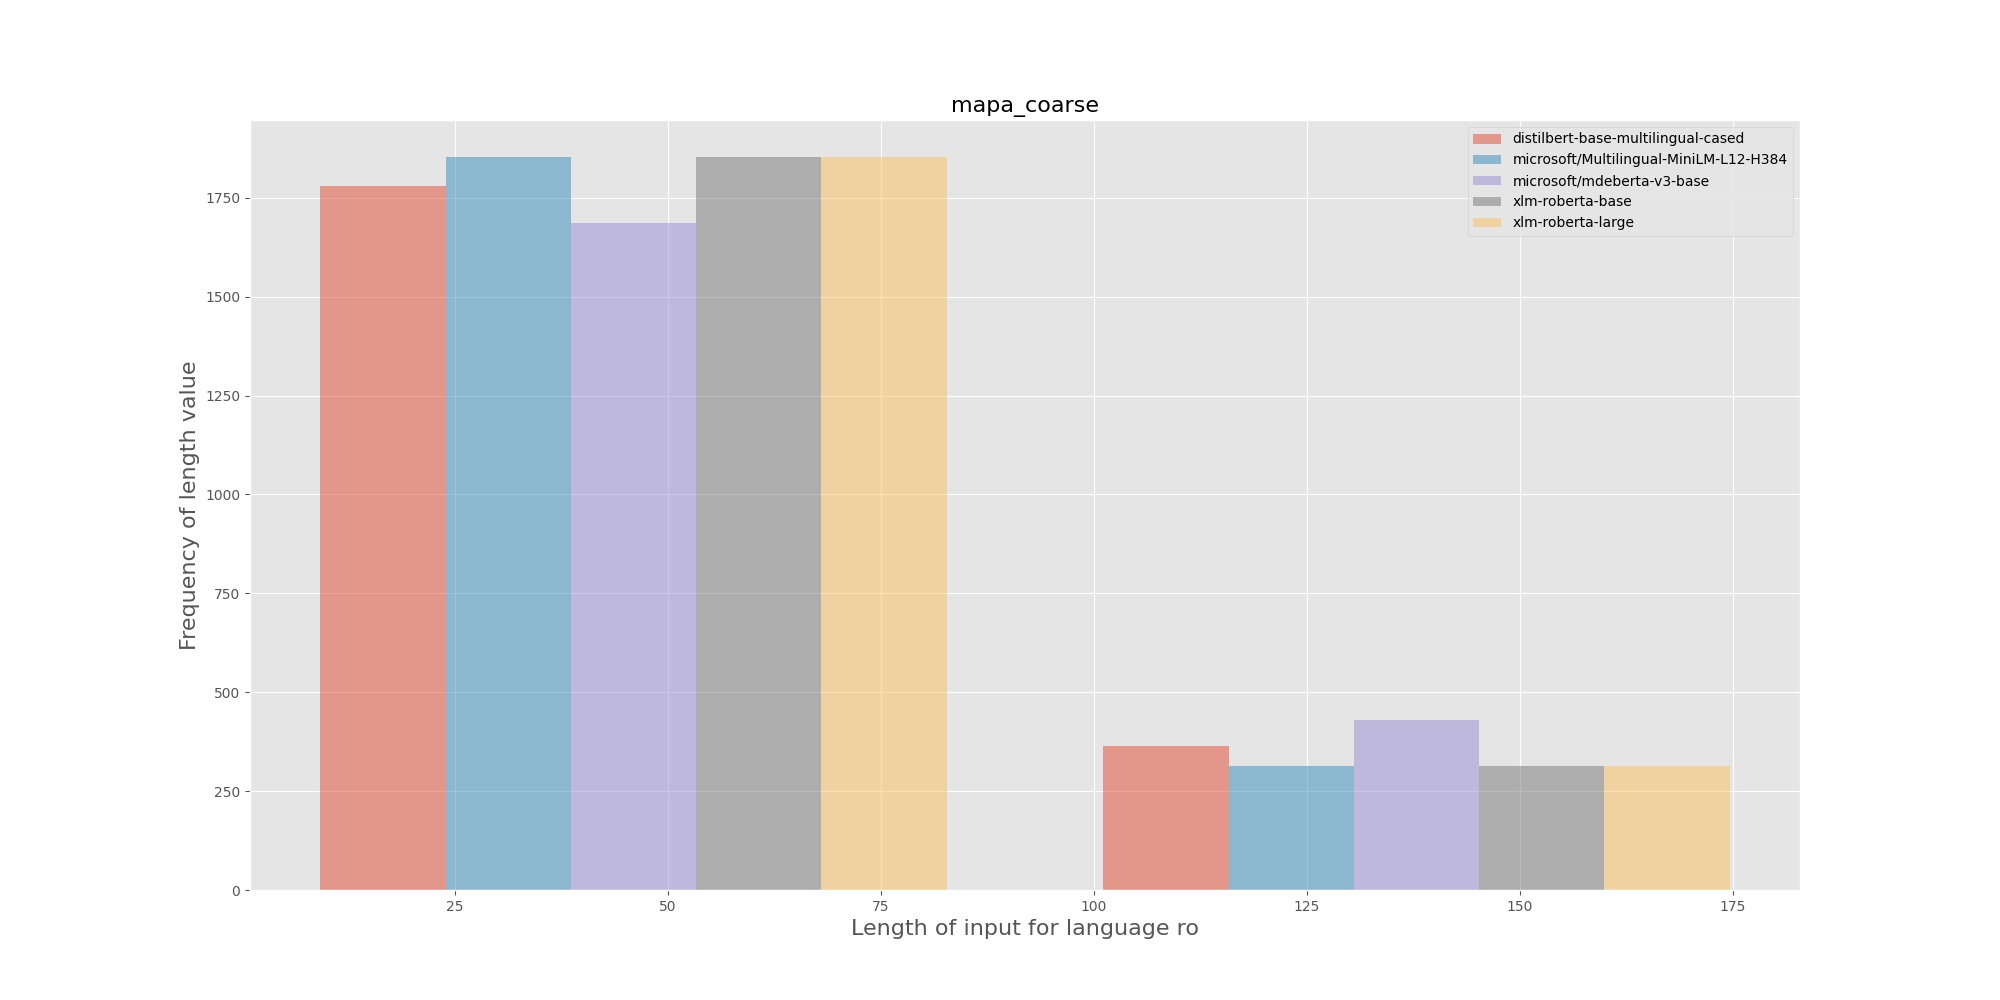 mapa_coarse
distilbert-base-multilingual-cased
microsoft/Multilingual-MiniLM-L12-H384
microsoft/mdeberta-v3-base
xlm-roberta-base
xlm-roberta-large
Frequency of length value
1750
1500
1250
1000
750
500
250
0
25 50 75 100 125 150 175
Length of input for language ro